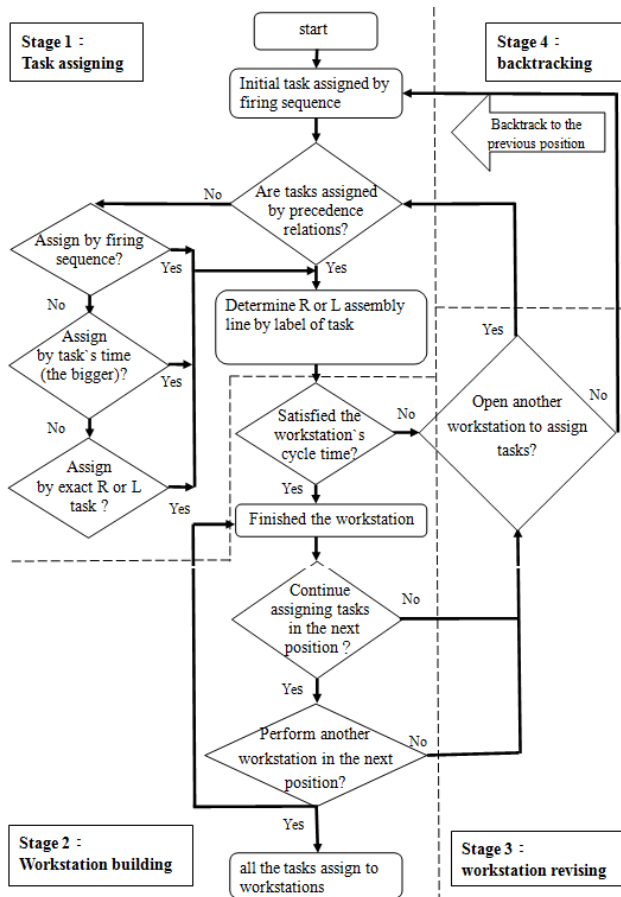 Stage 1：
Task assigning
start
Stage 4：
backtracking
Initial task assigned by
firing sequence
Backtrack to the
previous position
No
Are tasks assigned
by precedence
relations?
Assign by firing
sequence?
Yes
Yes
Determine R or L assembly
line by label of task
No
Assign
by task`s time
(the bigger)?
Yes
Yes
No
Satisfied the
workstation`s
cycle time?
No
Open another
workstation to assign
tasks?
No
Assign
by exact R or L
task ?
Yes
Yes
Finished the workstation
Continue
assigning tasks
in the next
position ?
No
Yes
Perform another
workstation in the next
position?
No
Yes
Stage 2：
Workstation building
Stage 3：
workstation revising
all the tasks assign to
workstations